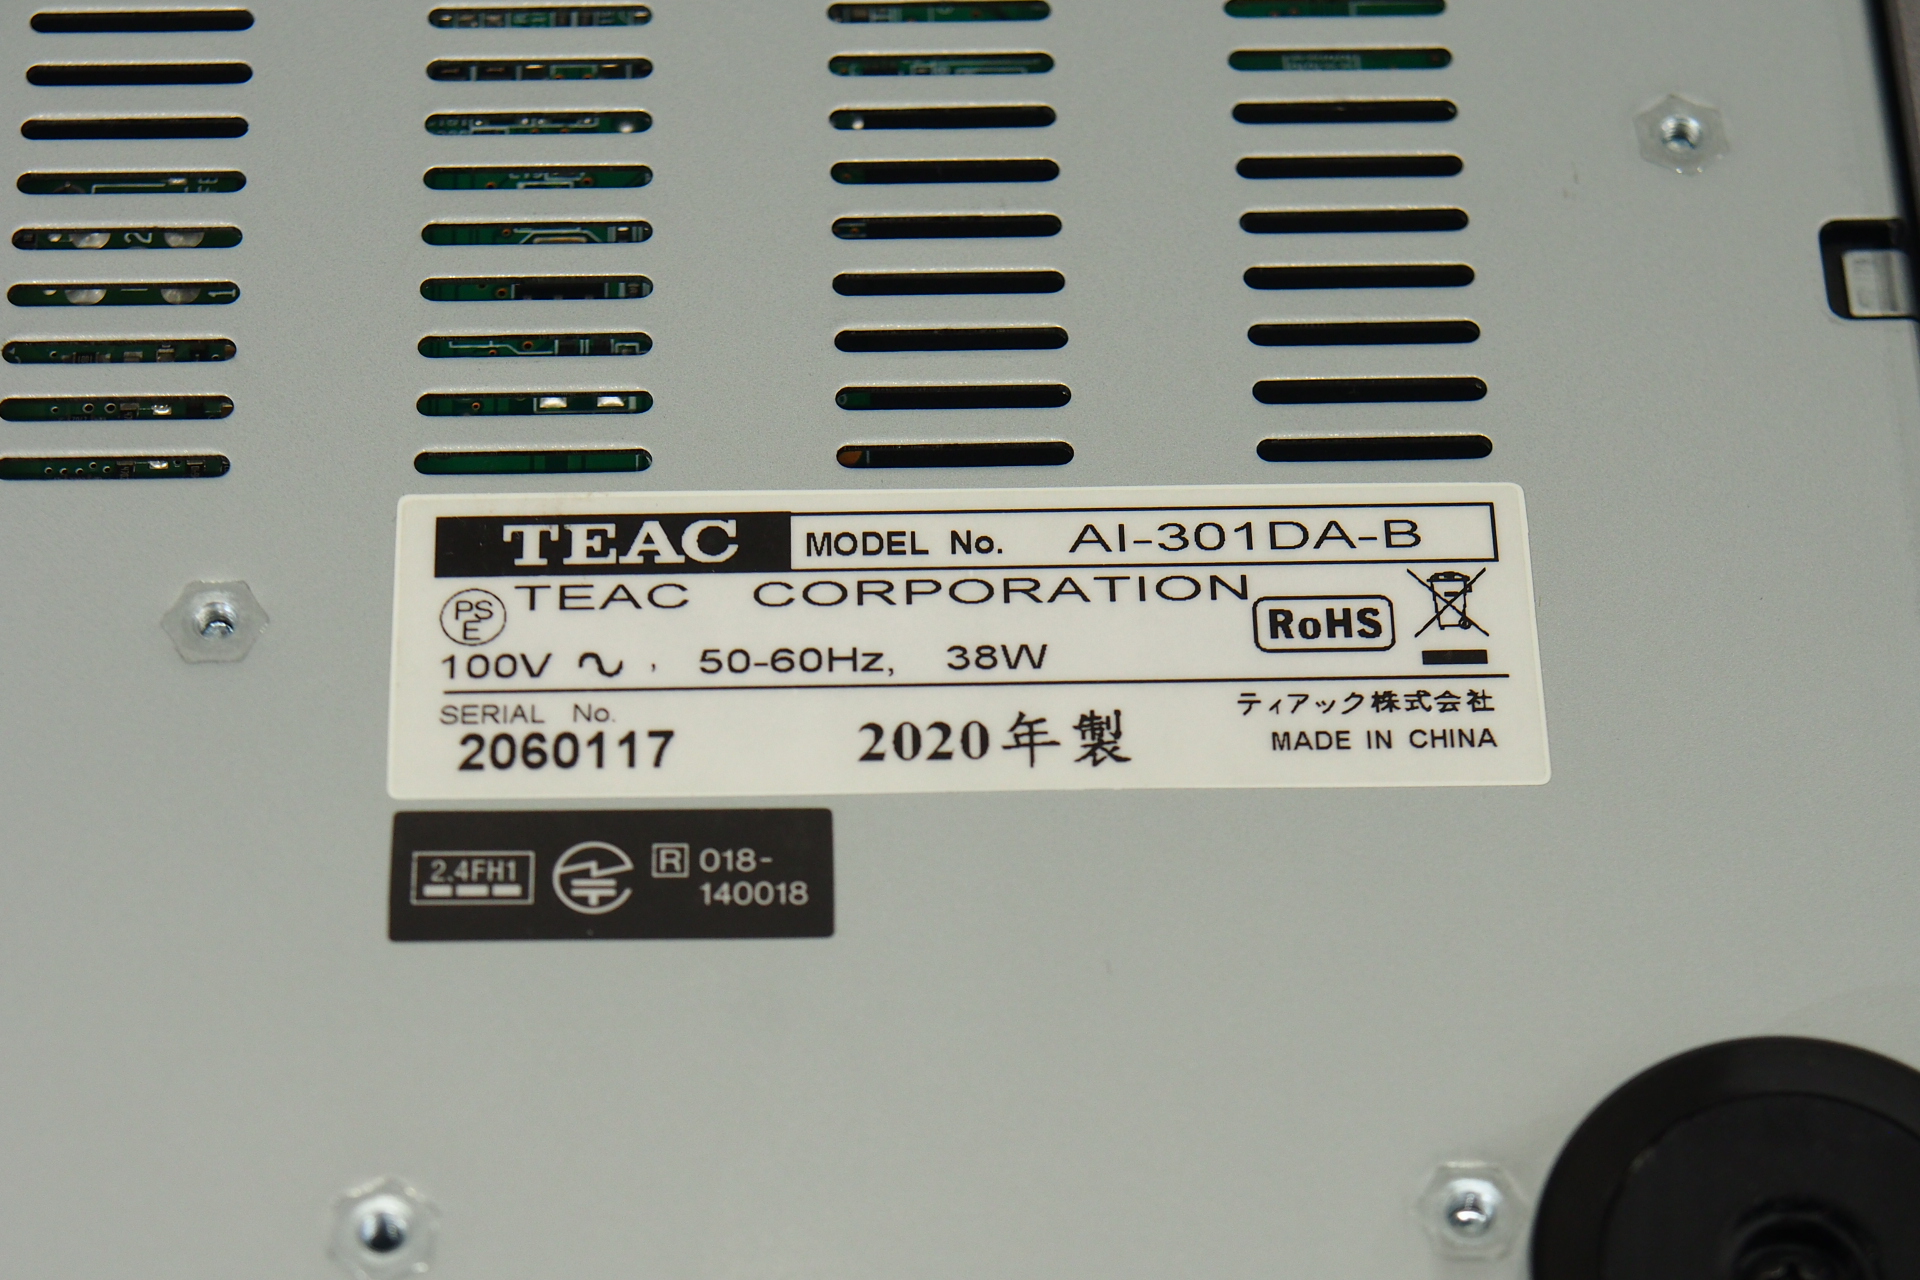 TEAC MODEL No. AI-301DA-B
PSE TEAC CORPORATION
RoHS
100V ~, 50-60Hz, 38W
SERIAL No.
2060117
2020年製
ティアック株式会社
MADE IN CHINA
2.4FH1
R 018-
140018